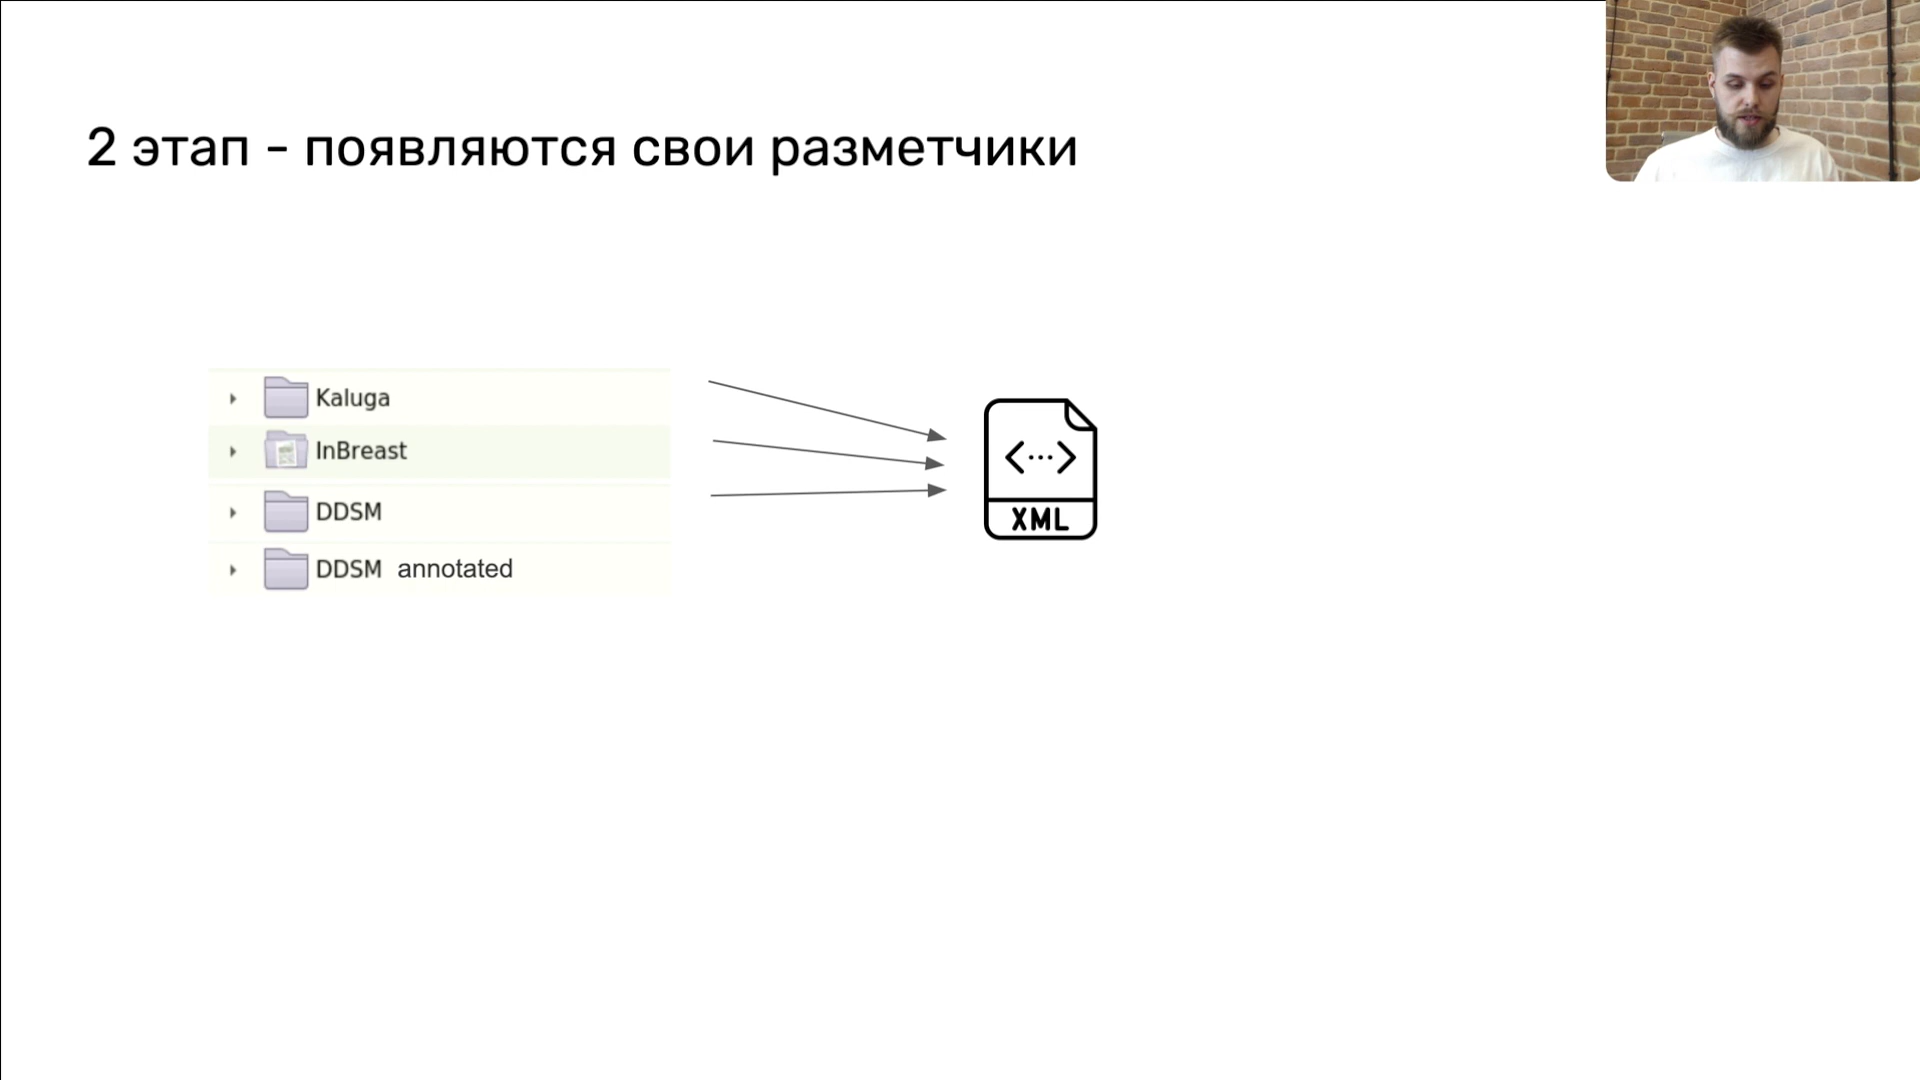 2 этап - появляются свои разметчики
Kaluga
InBreast
DDSM
DDSM annotated
<···>
XML